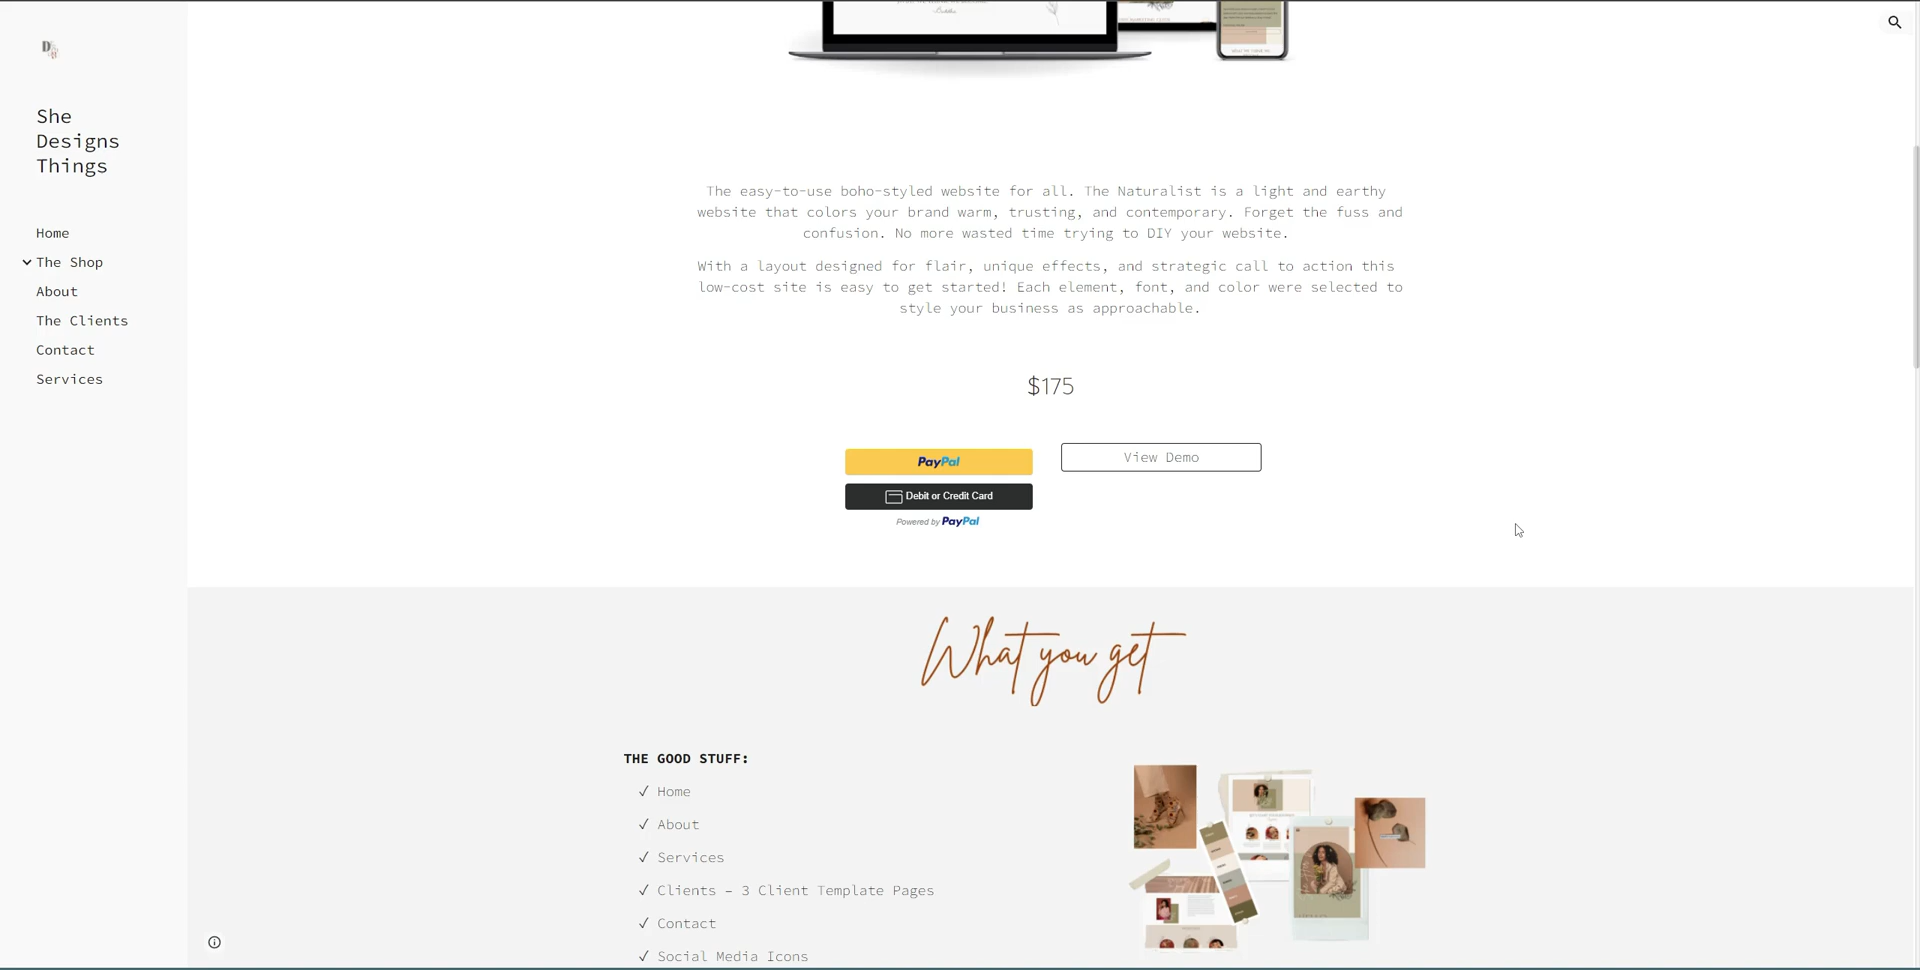 She
Designs
Things
Home
The Shop
About
The Clients
Contact
Services
The easy-to-use boho-styled website for all. The Naturalist is a light and earthy
website that colors your brand warm, trusting, and contemporary. Forget the fuss and
confusion. No more wasted time trying to DIY your website.
With a layout designed for flair, unique effects, and strategic call to action this
low-cost site is easy to get started! Each element, font, and color were selected to
style your business as approachable.
$175
PayPal
View Demo
Debit or Credit Card
Powered by PayPal
What you get
THE GOOD STUFF:
✓ Home
✓ About
✓ Services
✓ Clients – 3 Client Template Pages
✓ Contact
✓ Social Media Icons